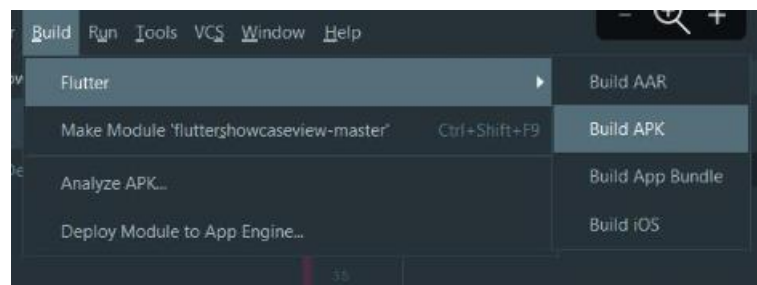 Build Run Tools VCS Window Help
Flutter
Build AAR
Make Module 'fluttershowcaseview-master' Ctrl+Shift+F9
Build APK
Analyze APK...
Build App Bundle
Deploy Module to App Engine...
Build iOS
55